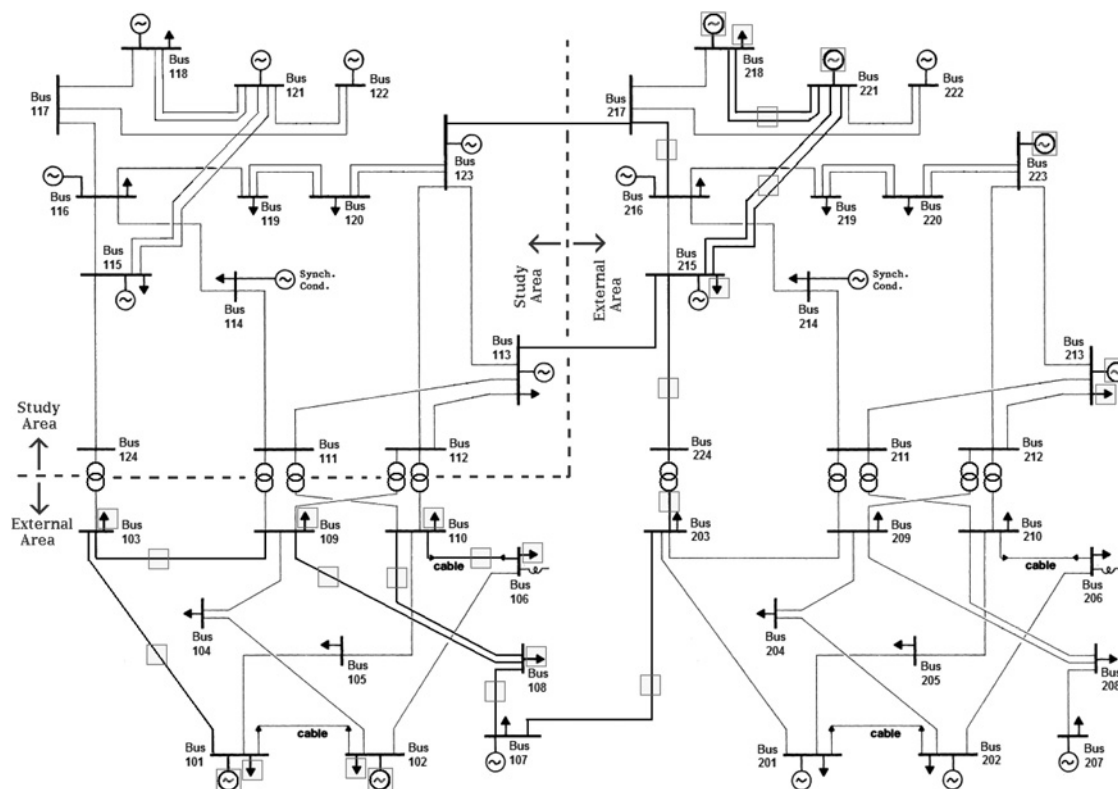 Bus
118
Bus
121
Bus
122
Bus
117
Bus
123
Bus
116
Bus
119
Bus
120
Bus
115
Bus
114
Synch.
Cond.
Study
Area
External
Area
Bus
113
Bus
218
Bus
221
Bus
222
Bus
217
Bus
223
Bus
216
Bus
219
Bus
220
Bus
215
Bus
214
Synch.
Cond.
Bus
213
Study
Area
External
Area
Bus
124
Bus
111
Bus
112
Bus
224
Bus
211
Bus
212
Bus
103
Bus
109
Bus
110
cable
Bus
106
Bus
203
Bus
209
Bus
210
cable
Bus
206
Bus
104
Bus
105
Bus
108
Bus
204
Bus
205
Bus
208
Bus
101
cable
Bus
102
Bus
107
Bus
201
cable
Bus
202
Bus
207